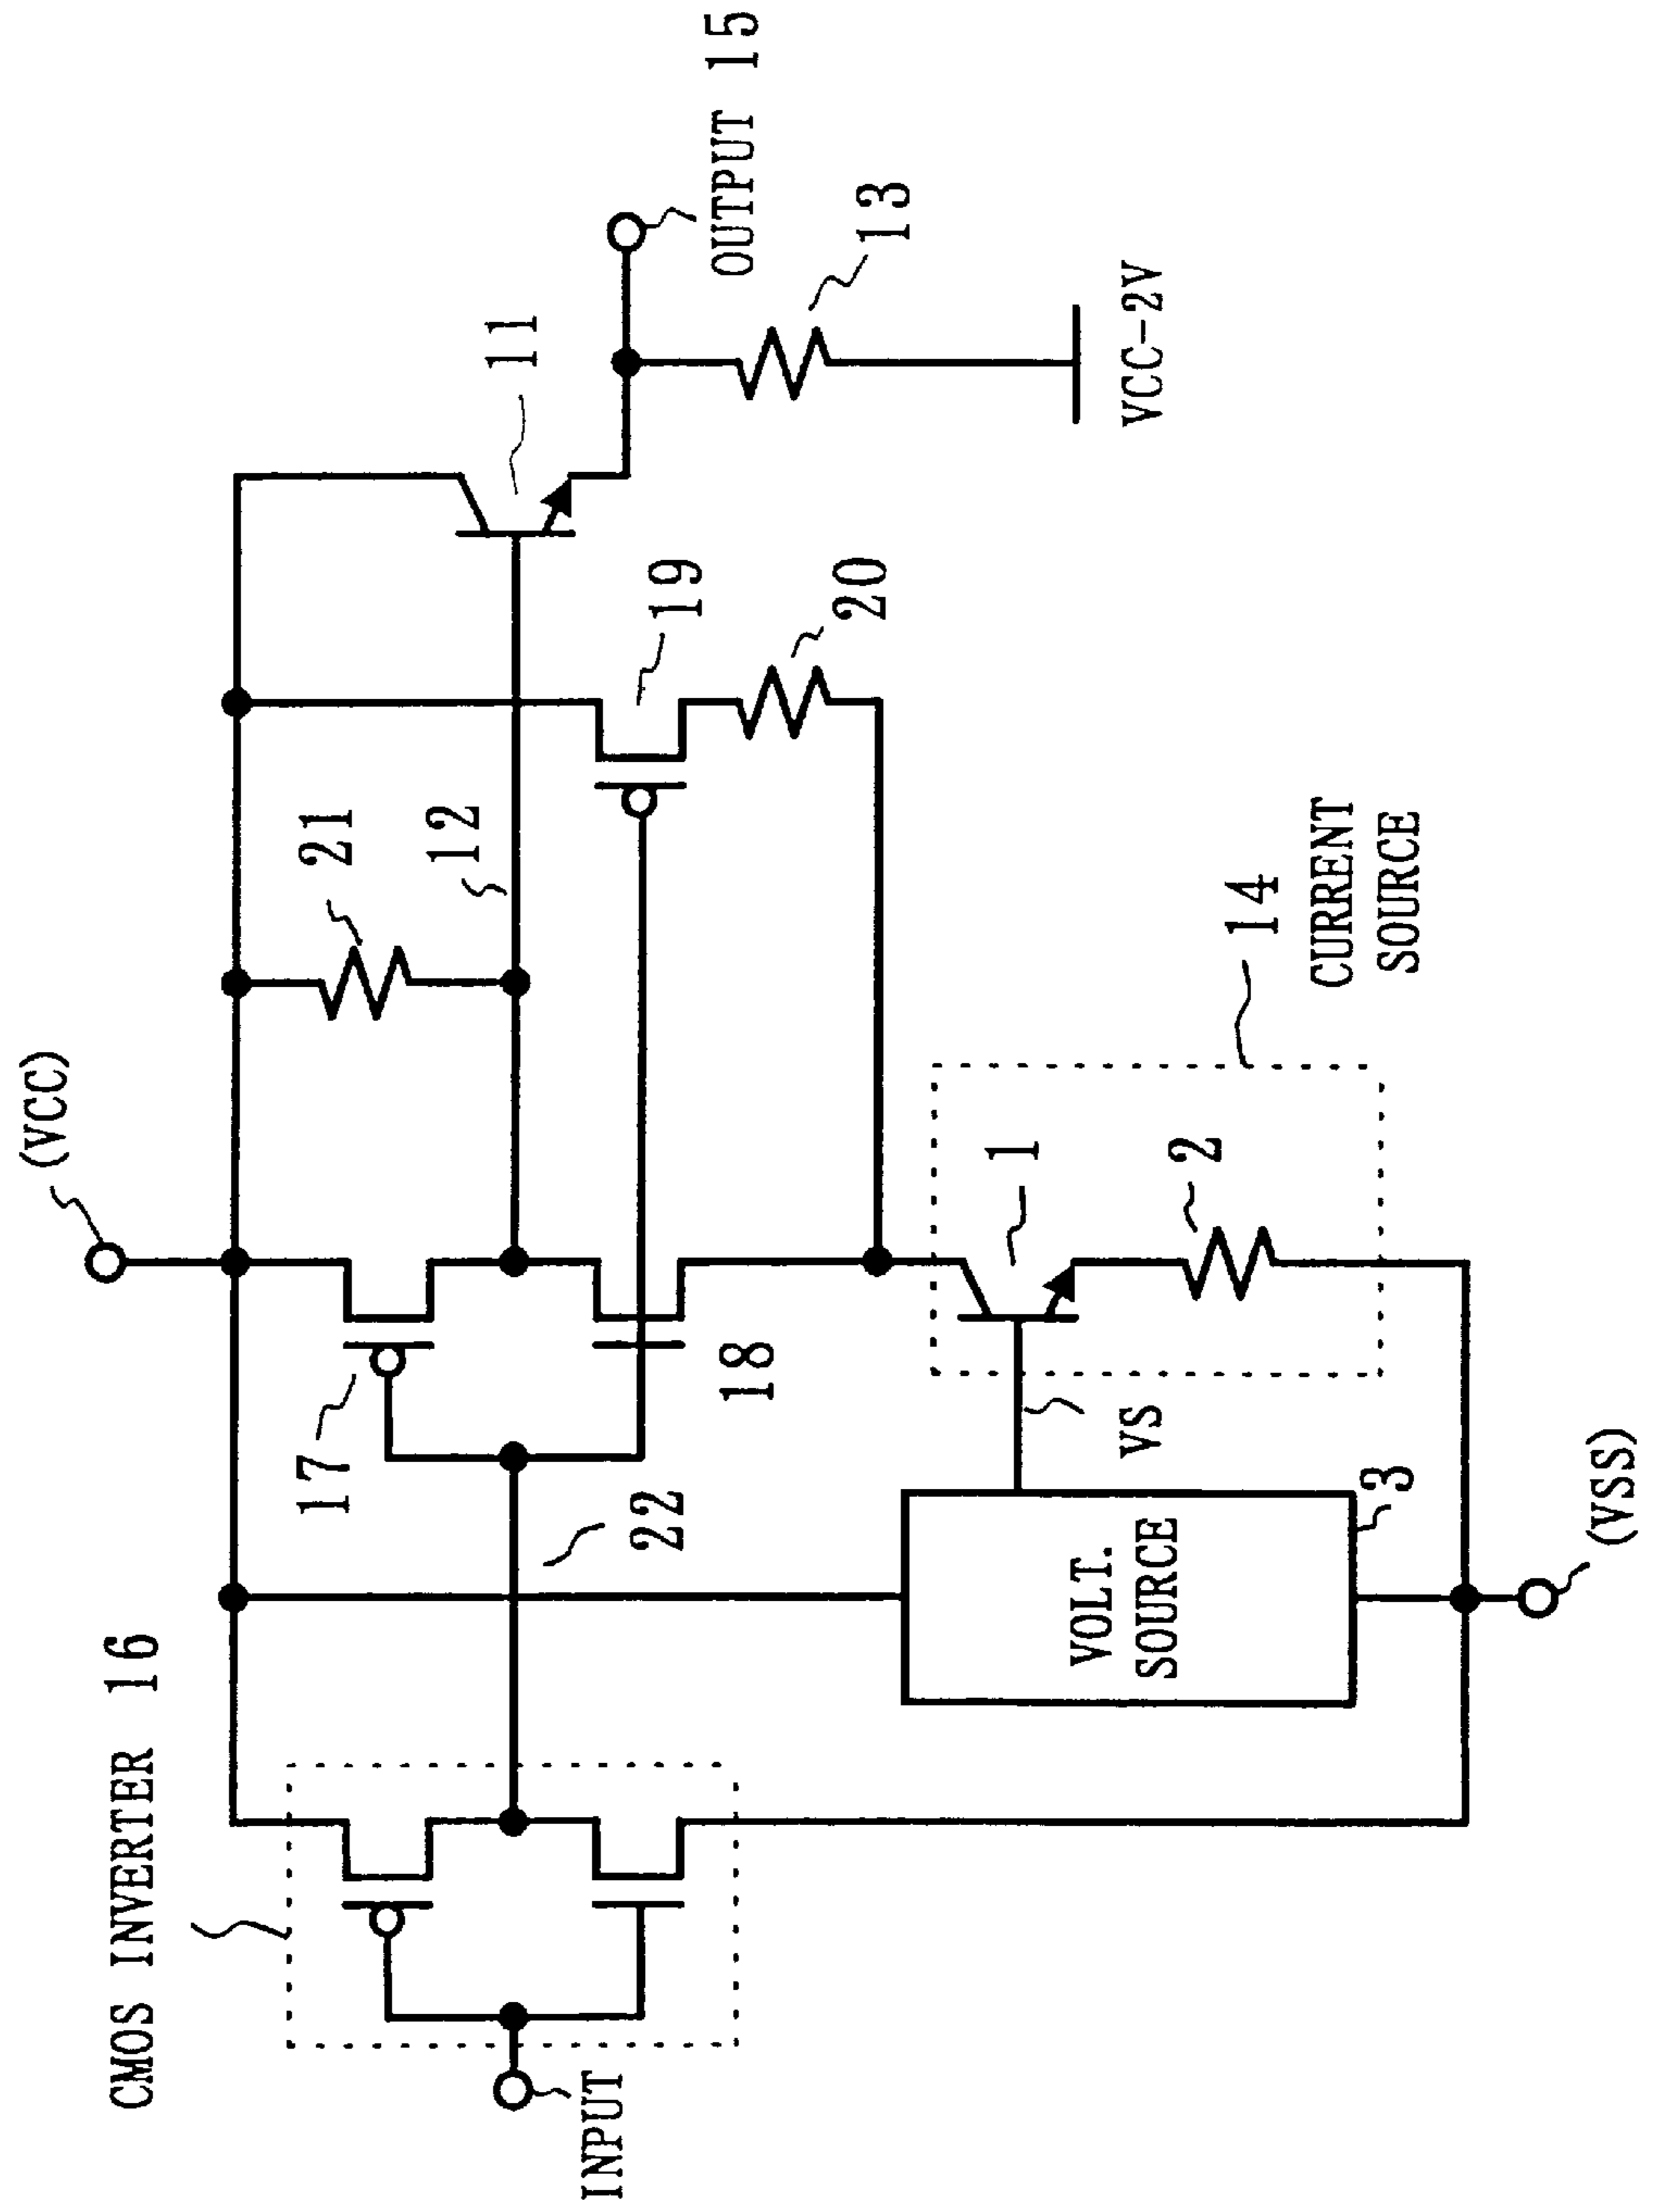 (VCC)
CMOS INVERTER 16
17
21
12
11
OUTPUT 15
22
18
19
20
13
VCC-2V
INPUT
VS
1
2
14
CURRENT
SOURCE
VOLT.
SOURCE
3
(VSS)